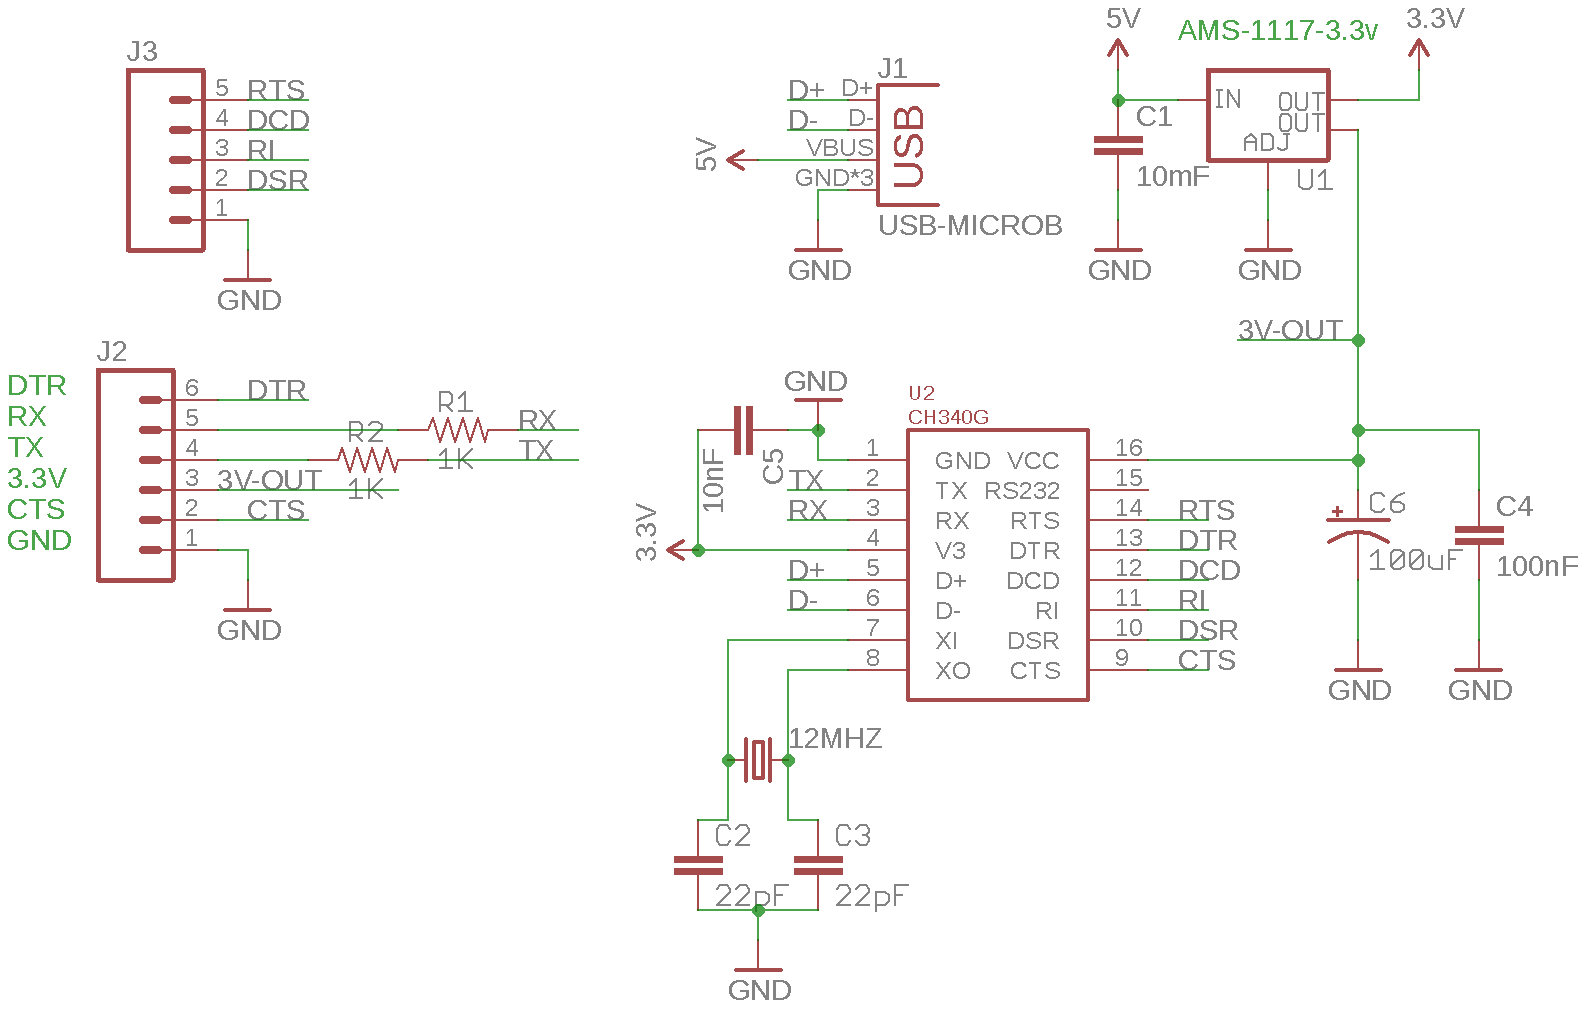 J3
5 RTS
4 DCD
3 RI
2 DSR
1
GND
J1
D+ D+
D- D-
5V VBUS
GND*3
USB
USB-MICROB
GND
5V
AMS-1117-3.3v
3.3V
IN OUT
OUT
ADJ
U1
C1
10mF
GND
GND
3V-OUT
J2
DTR
RX
TX
3.3V
CTS
GND
6 DTR
5 R1 RX
4 R2 1K TX
3 3V-OUT 1K
2 CTS
1
GND
GND
10nF
C5
3.3V
U2
CH340G
1 GND VCC 16
TX 2 TX RS232 15
RX 3 RX RTS 14 RTS
4 V3 DTR 13 DTR
D+ 5 D+ DCD 12 DCD
D- 6 D- RI 11 RI
7 XI DSR 10 DSR
8 XO CTS 9 CTS
+ C6
100uF
C4
100nF
GND
GND
12MHZ
C2
22pF
C3
22pF
GND